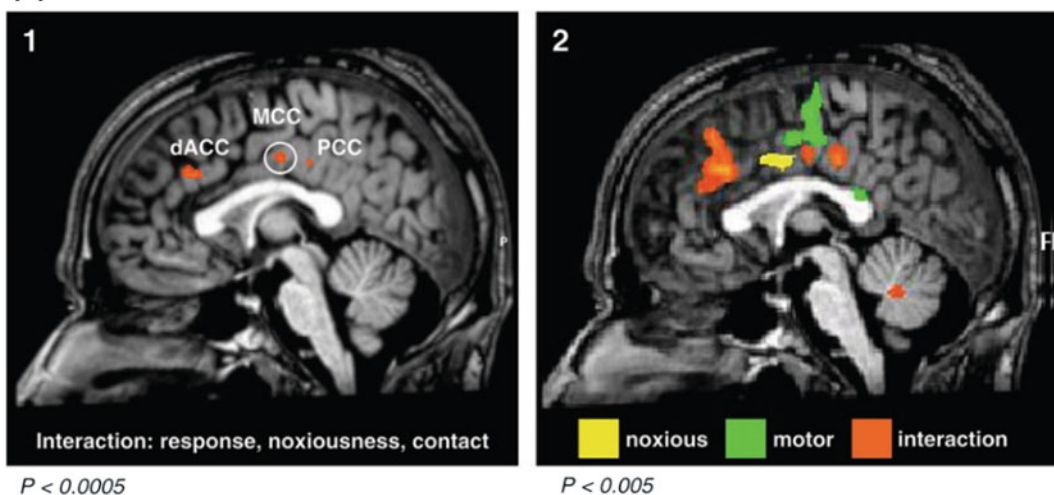 1
MCC
dACC
PCC
P
Interaction: response, noxiousness, contact
P < 0.0005
2
noxious motor interaction
P < 0.005